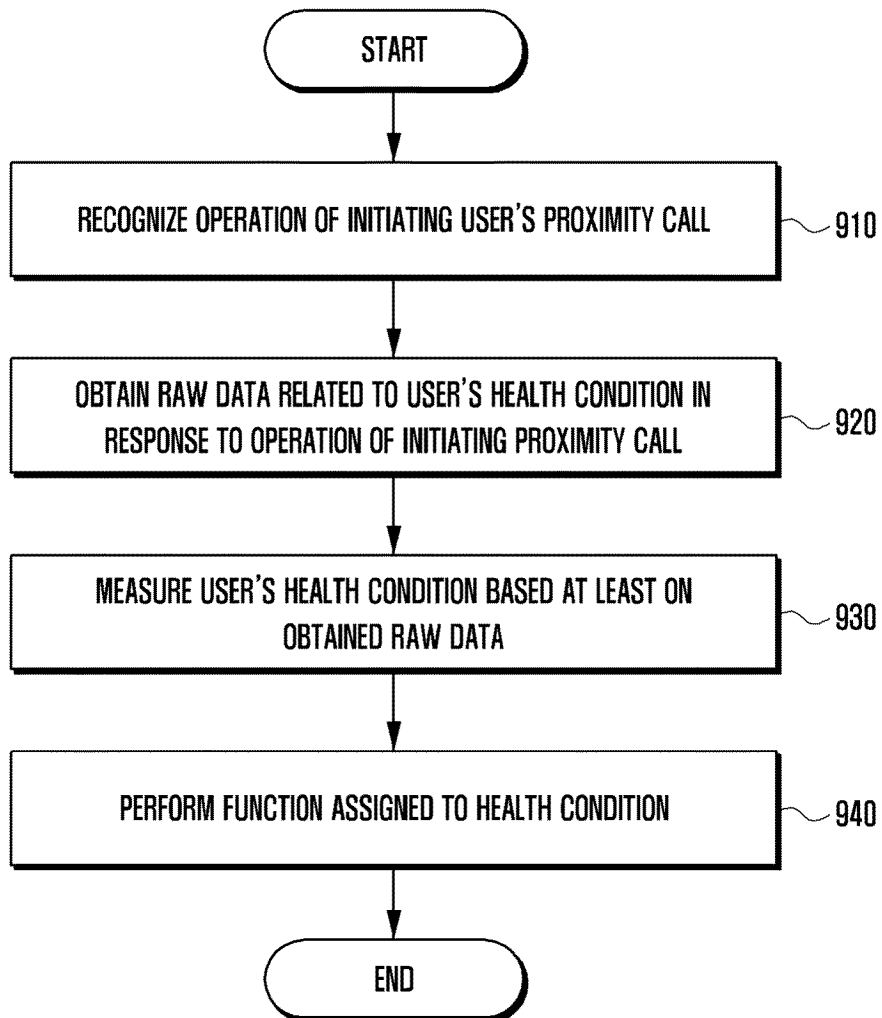 START
RECOGNIZE OPERATION OF INITIATING USER'S PROXIMITY CALL
910
OBTAIN RAW DATA RELATED TO USER'S HEALTH CONDITION IN
RESPONSE TO OPERATION OF INITIATING PROXIMITY CALL
920
MEASURE USER'S HEALTH CONDITION BASED AT LEAST ON
OBTAINED RAW DATA
930
PERFORM FUNCTION ASSIGNED TO HEALTH CONDITION
940
END